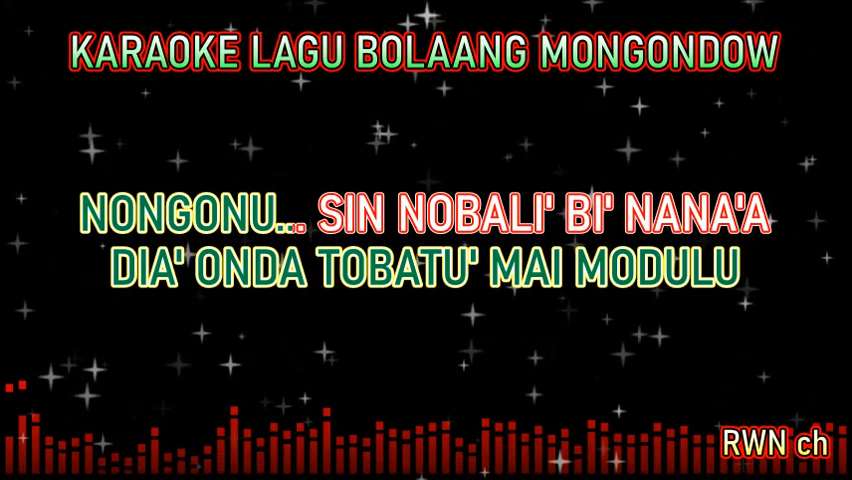 KARAOKE LAGU BOLAANG MONGONDOW
NONGONU... SIN NOBALI' BI' NANA'A
DIA' ONDA TOBATU' MAI MODULU
RWN ch